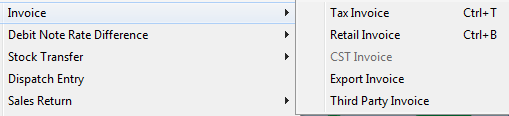 Invoice
Debit Note Rate Difference
Stock Transfer
Dispatch Entry
Sales Return
Tax Invoice Ctrl+T
Retail Invoice Ctrl+B
CST Invoice
Export Invoice
Third Party Invoice